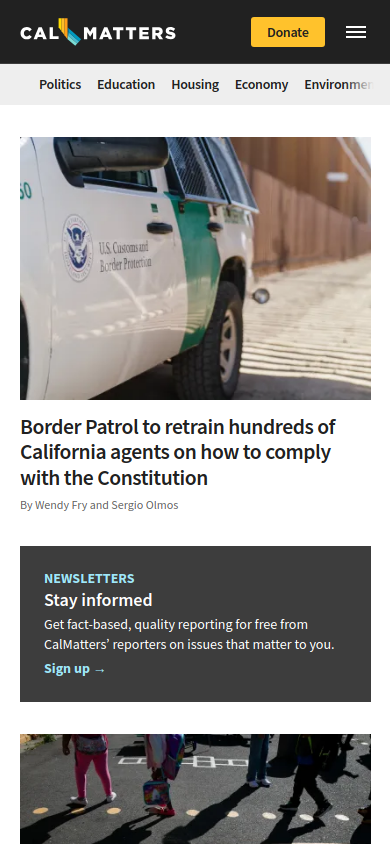 CAL MATTERS
Donate
Politics Education Housing Economy
U.S. Customs and
Border Protection
Border Patrol to retrain hundreds of
California agents on how to comply
with the Constitution
By Wendy Fry and Sergio Olmos
NEWSLETTERS
Stay informed
Get fact-based, quality reporting for free from
CalMatters’ reporters on issues that matter to you.
Sign up →